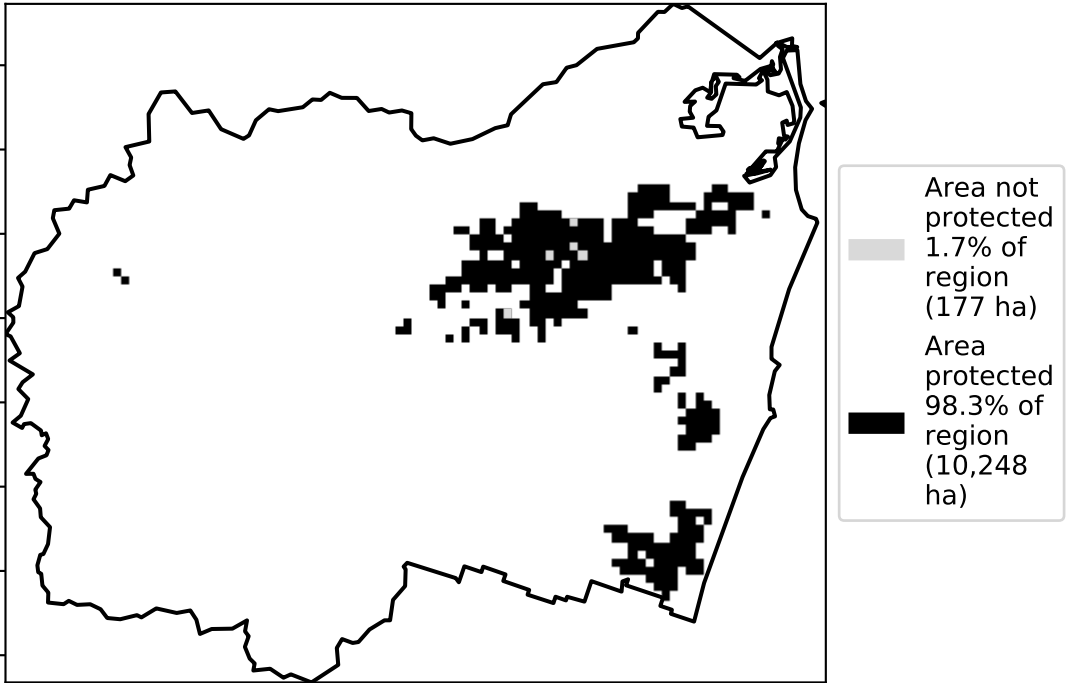 Area not
protected
1.7% of
region
(177 ha)
Area
protected
98.3% of
region
(10,248
ha)